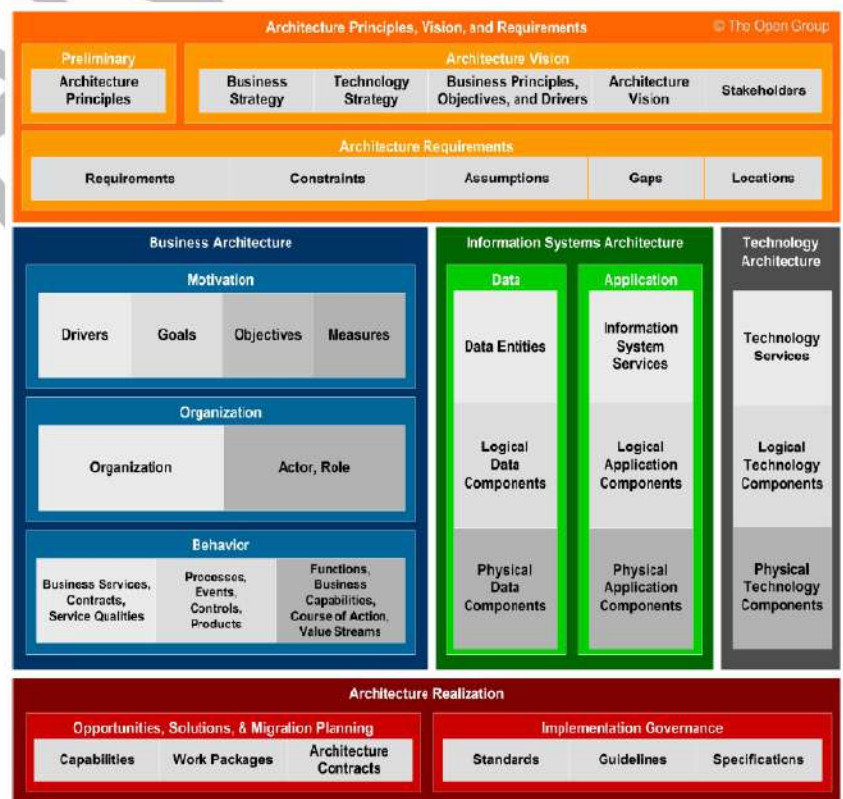 Architecture Principles, Vision, and Requirements
© The Open Group
Preliminary
Architecture
Principles
Architecture Vision
Business
Strategy
Technology
Strategy
Business Principles,
Objectives, and Drivers
Architecture
Vision
Stakeholders
Architecture Requirements
Requirements
Constraints
Assumptions
Gaps
Locations
Business Architecture
Motivation
Drivers
Goals
Objectives
Measures
Organization
Organization
Actor, Role
Behavior
Business Services,
Contracts,
Service Qualities
Processes,
Events,
Controls,
Products
Functions,
Business
Capabilities,
Course of Action,
Value Streams
Information Systems Architecture
Data
Data Entities
Logical
Data
Components
Physical
Data
Components
Application
Information
System
Services
Logical
Application
Components
Physical
Application
Components
Technology
Architecture
Technology
Services
Logical
Technology
Components
Physical
Technology
Components
Architecture Realization
Opportunities, Solutions, & Migration Planning
Capabilities
Work Packages
Architecture
Contracts
Implementation Governance
Standards
Guidelines
Specifications